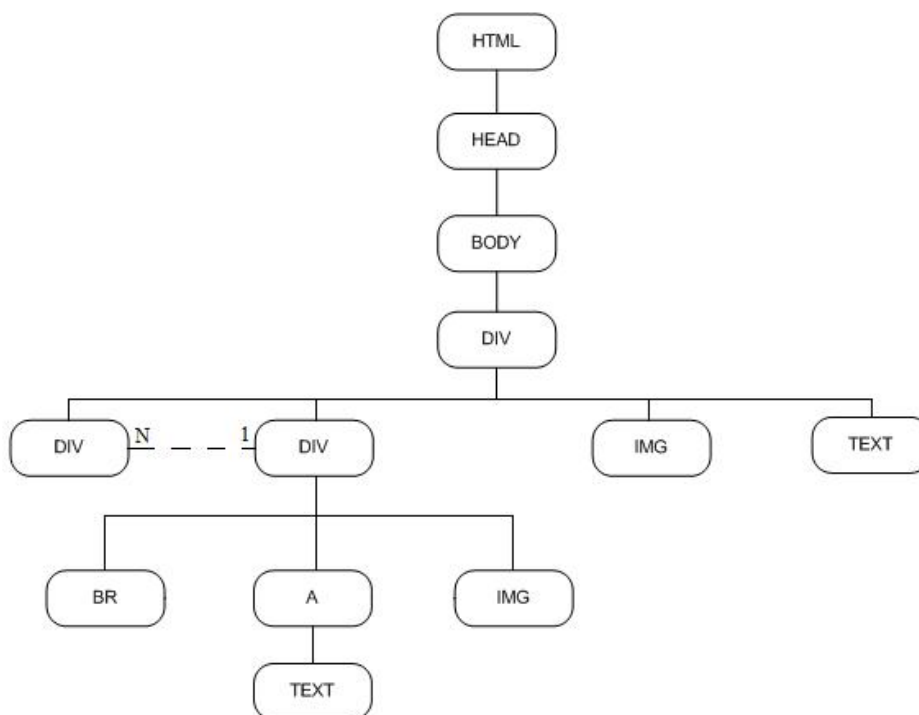 HTML
HEAD
BODY
DIV
DIV
N
1
DIV
IMG
TEXT
BR
A
IMG
TEXT